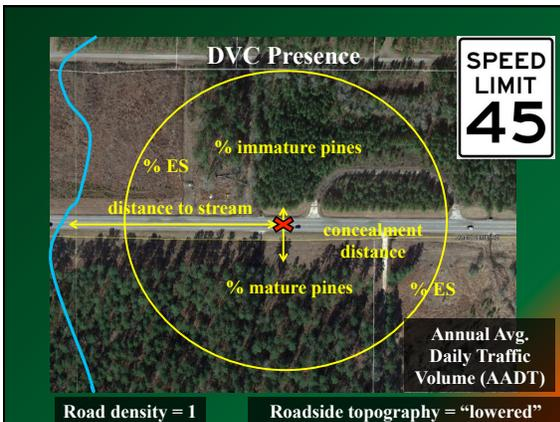 DVC Presence
SPEED
LIMIT
45
% immature pines
% ES
distance to stream
concealment
distance
% mature pines
% ES
Annual Avg.
Daily Traffic
Volume (AADT)
Road density = 1
Roadside topography = “lowered”